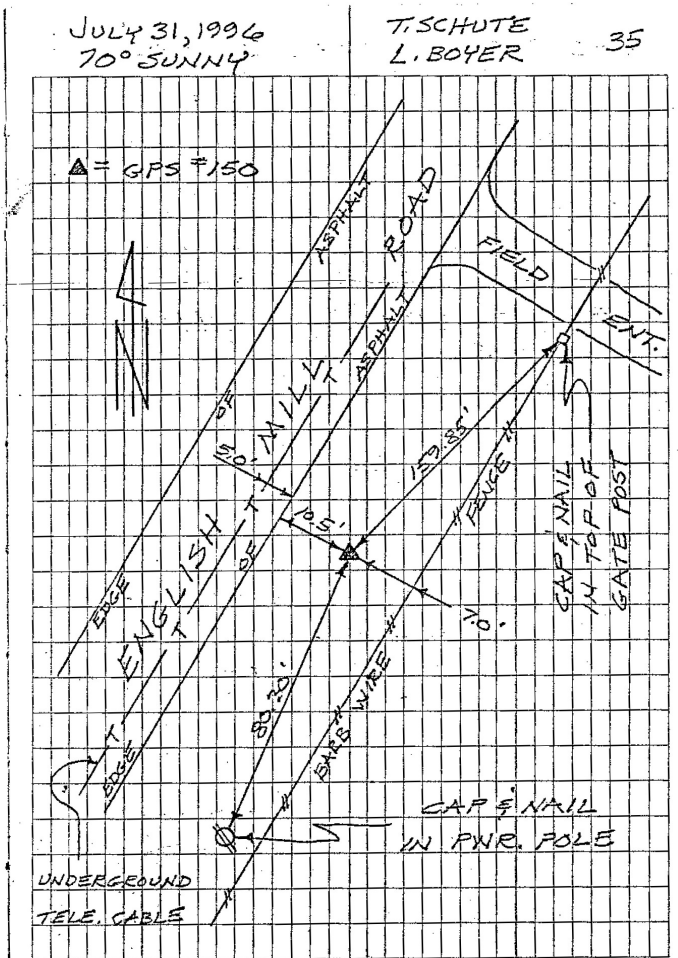 JULY 31, 1996
70° SUNNY
T. SCHUTE
L. BOYER
35
▲ = GPS #150
EDGE OF ASPHALT
ENGLISH MILL ROAD
T T T T T
EDGE OF ASPHALT
FIELD ENT.
5.0'
10.5'
159.85'
7.0'
80.20'
BARB WIRE FENCE
CAP & NAIL
IN TOP OF
GATE POST
CAP & NAIL
IN PWR. POLE
UNDERGROUND
TELE. CABLE
N